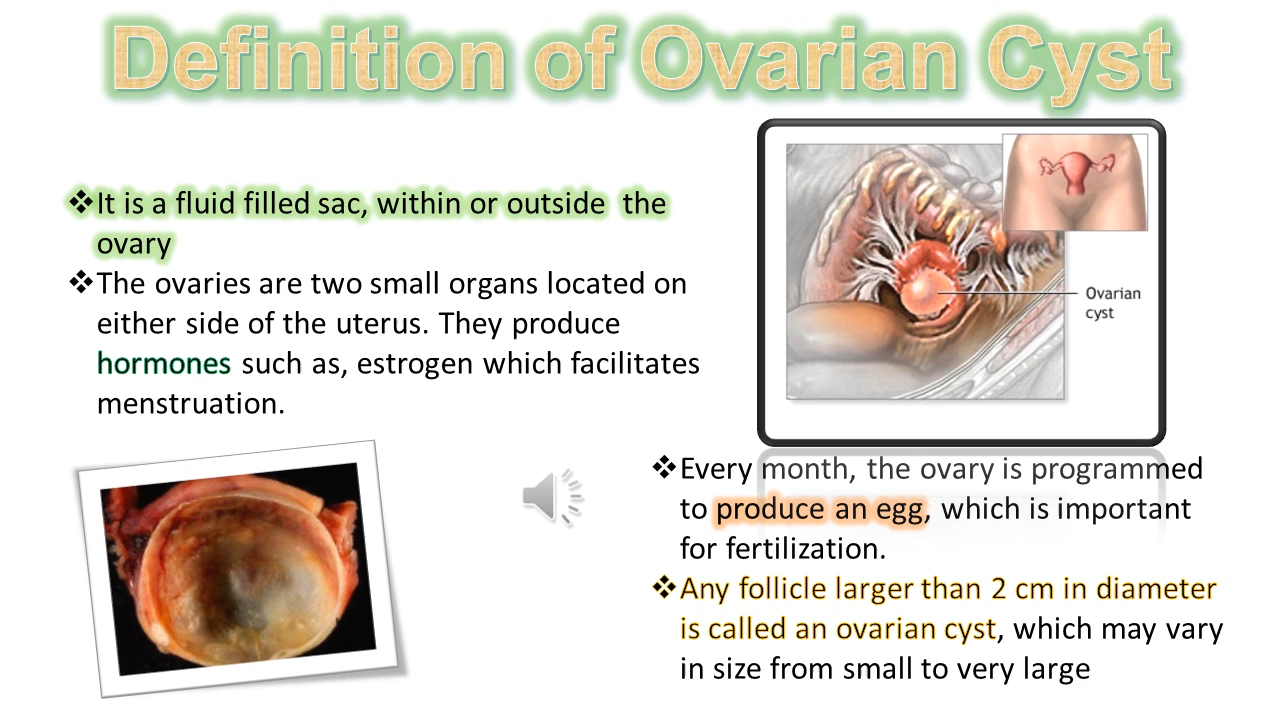 Definition of Ovarian Cyst
❖It is a fluid filled sac, within or outside  the
ovary
❖The ovaries are two small organs located on
either side of the uterus. They produce
hormones such as, estrogen which facilitates
menstruation.
Ovarian
cyst
❖Every month, the ovary is programmed
to produce an egg, which is important
for fertilization.
❖Any follicle larger than 2 cm in diameter
is called an ovarian cyst, which may vary
in size from small to very large